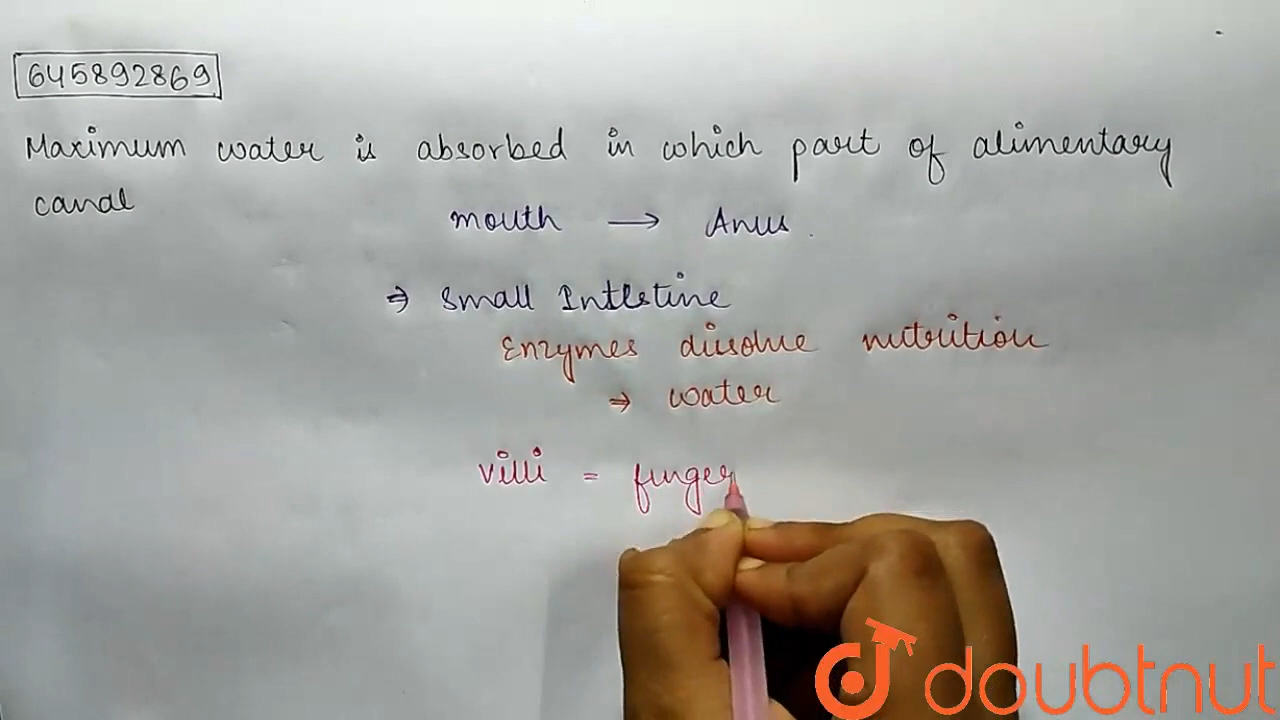 645892869
Maximum water is absorbed in which part of alimentary
canal
mouth → Anus.
⇒ Small Intestine
Enzymes dissolve nutrition
⇒ water
villi = finger
doubtnut